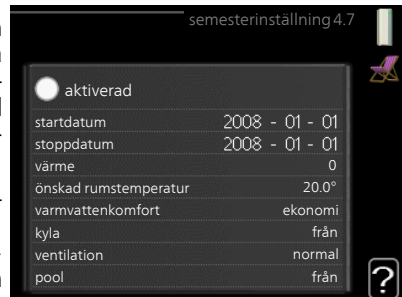 semesterinställning 4.7
aktiverad
startdatum 2008 - 01 - 01
stoppdatum 2008 - 01 - 01
värme 0
önskad rumstemperatur 20.0°
varmvattenkomfort ekonomi
kyla från
ventilation normal
pool från
?